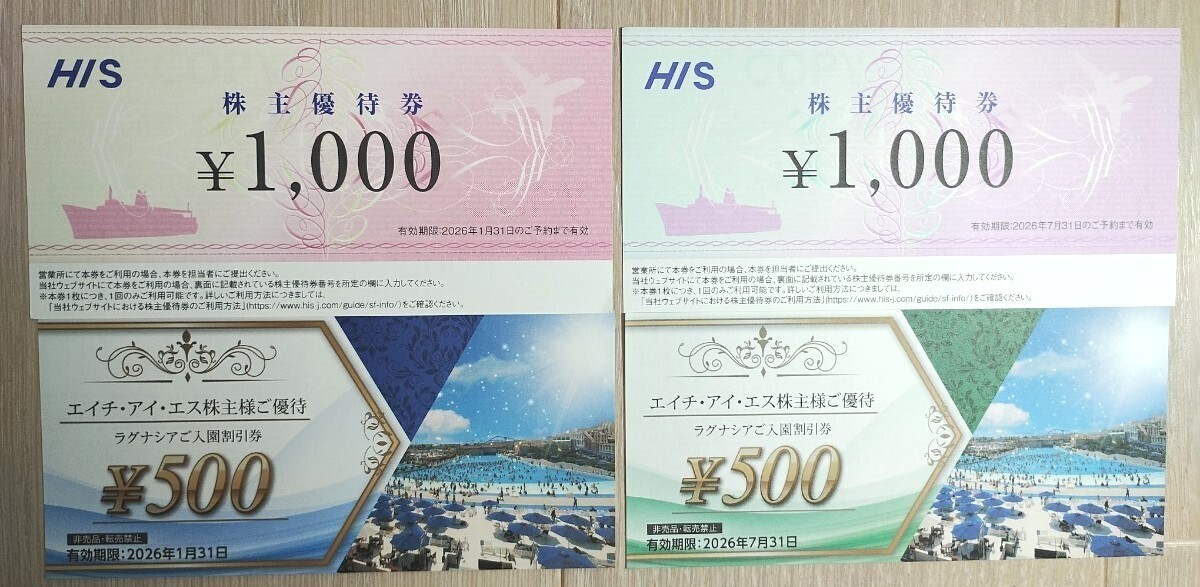 HIS
株主優待券
¥1,000
有効期限:2026年1月31日のご予約まで有効
営業所にて本券をご利用の場合、本券を担当者にご提出ください。
当社ウェブサイトにて本券をご利用の場合、裏面に記載されている株主優待券番号を所定の欄に入力してください。
※本券1枚につき、1回のみご利用可能です。詳しいご利用方法につきましては、
「当社ウェブサイトにおける株主優待券のご利用方法」(https://www.his-j.com/guide/sf-info/)をご確認ください。
エイチ・アイ・エス株主様ご優待
ラグナシアご入園割引券
¥500
非売品・転売禁止
有効期限:2026年1月31日
HIS
株主優待券
¥1,000
有効期限:2026年7月31日のご予約まで有効
営業所にて本券をご利用の場合、本券を担当者にご提出ください。
当社ウェブサイトにて本券をご利用の場合、裏面に記載されている株主優待券番号を所定の欄に入力してください。
※本券1枚につき、1回のみご利用可能です。詳しいご利用方法につきましては、
「当社ウェブサイトにおける株主優待券のご利用方法」(https://www.his-j.com/guide/sf-info/)をご確認ください。
エイチ・アイ・エス株主様ご優待
ラグナシアご入園割引券
¥500
非売品・転売禁止
有効期限:2026年7月31日